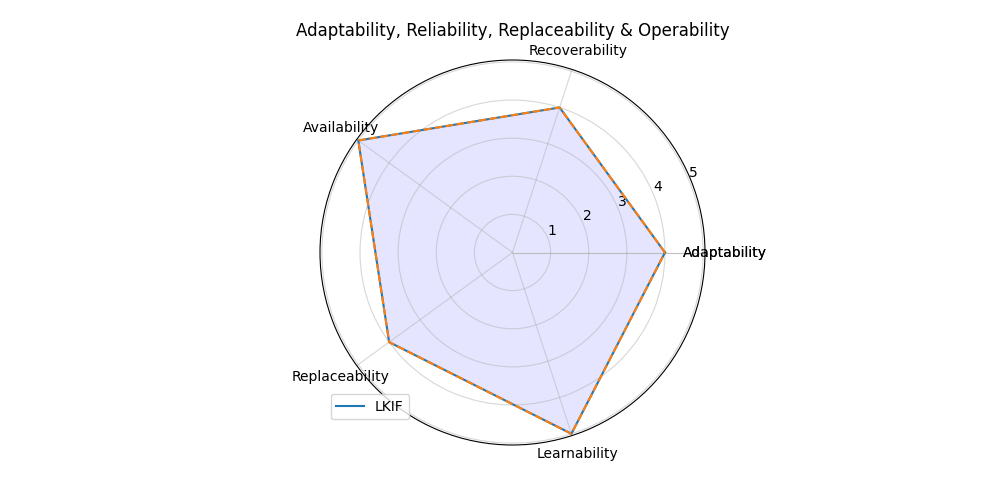 Adaptability, Reliability, Replaceability & Operability
Recoverability
Availability
5
4
3
2
1
Adaptability
Replaceability
LKIF
Learnability